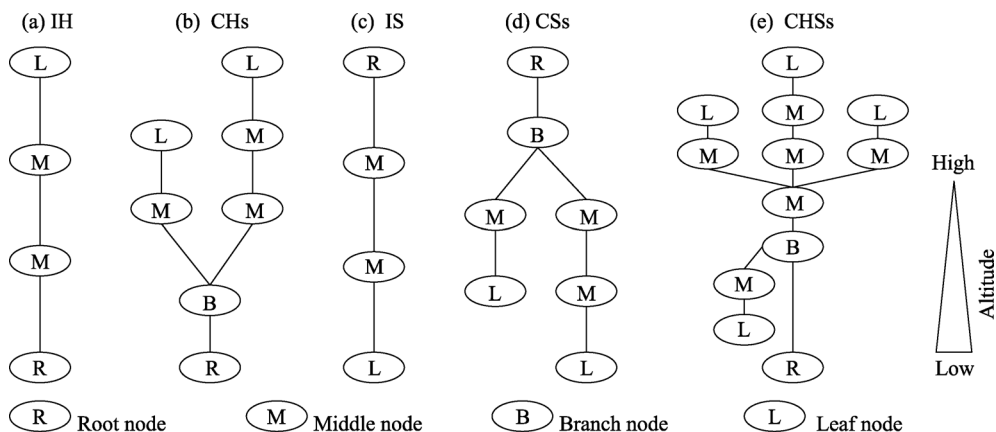 (a) IH (b) CHs (c) IS (d) CSs (e) CHSs
L L R R L
L M B L M L
M M M M M
High
M M M M M M
B
M M L M M
B L
R R L L R
Low
Altitude
R Root node M Middle node B Branch node L Leaf node